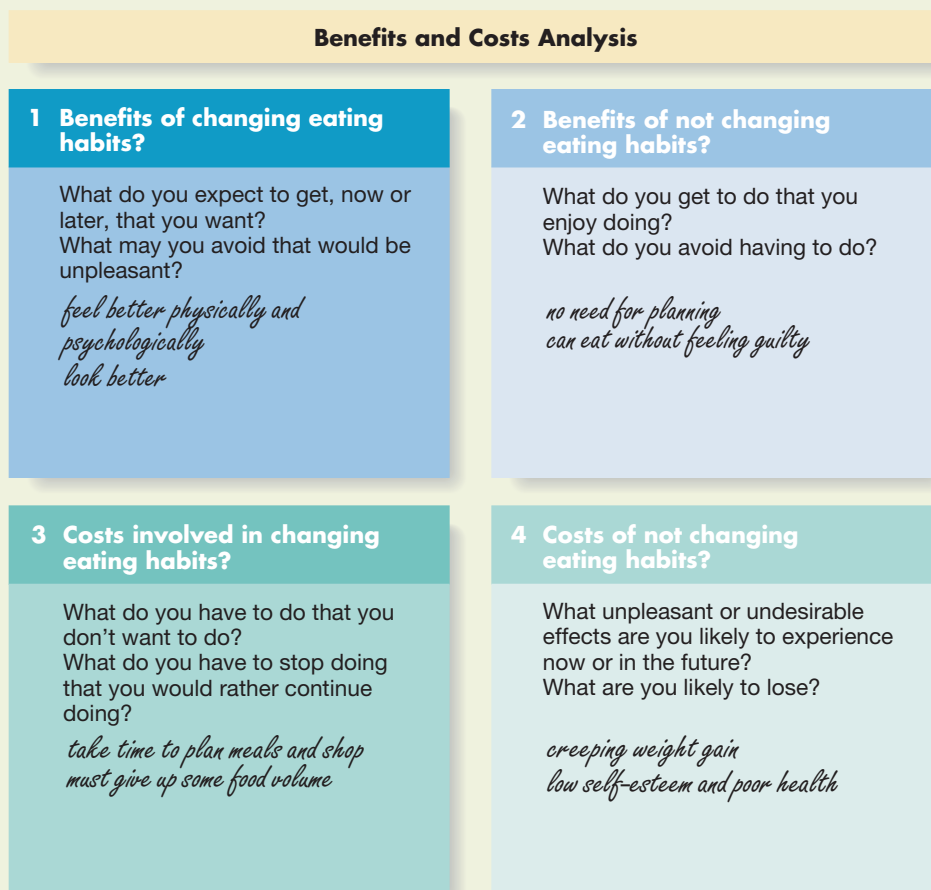 Benefits and Costs Analysis
1 Benefits of changing eating
habits?
What do you expect to get, now or
later, that you want?
What may you avoid that would be
unpleasant?
feel better physically and
psychologically
look better
2 Benefits of not changing
eating habits?
What do you get to do that you
enjoy doing?
What do you avoid having to do?
no need for planning
can eat without feeling guilty
3 Costs involved in changing
eating habits?
What do you have to do that you
don't want to do?
What do you have to stop doing
that you would rather continue
doing?
take time to plan meals and shop
must give up some food volume
4 Costs of not changing
eating habits?
What unpleasant or undesirable
effects are you likely to experience
now or in the future?
What are you likely to lose?
creeping weight gain
low self-esteem and poor health